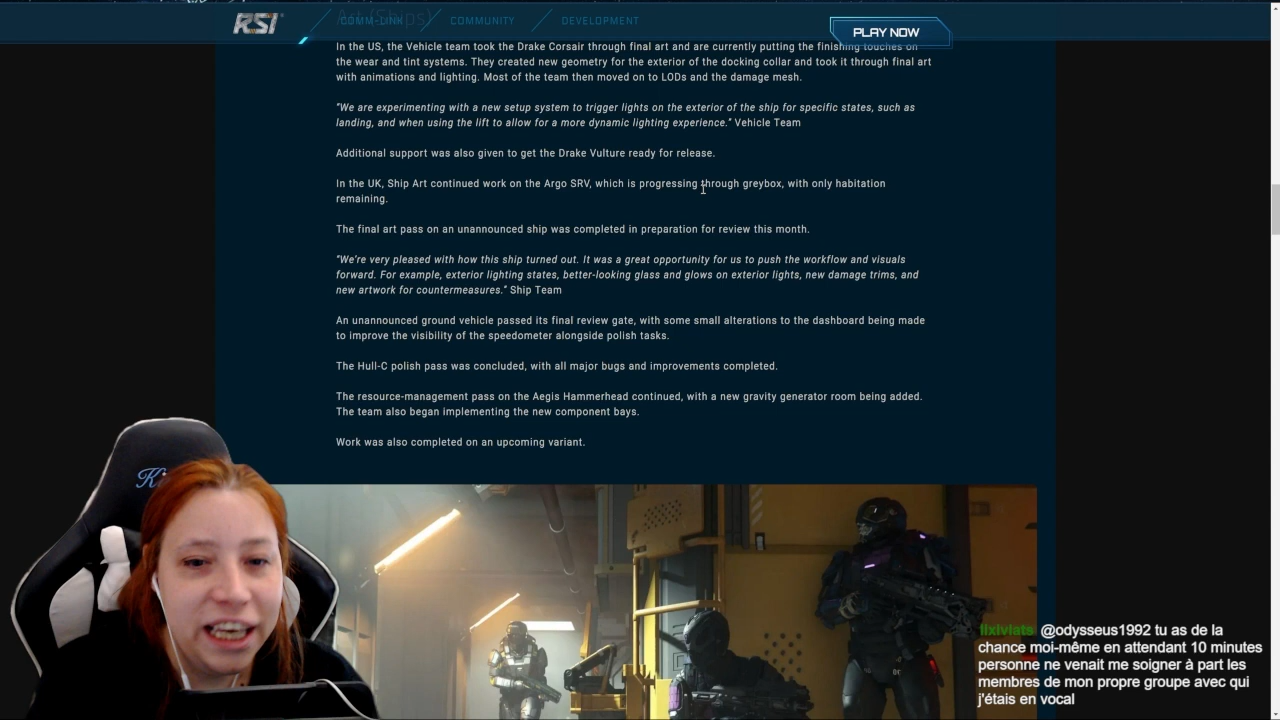 Art (Ships)
RSI
COMM-LINK
COMMUNITY
DEVELOPMENT
PLAY NOW
In the US, the Vehicle team took the Drake Corsair through final art and are currently putting the finishing touches on
the wear and tint systems. They created new geometry for the exterior of the docking collar and took it through final art
with animations and lighting. Most of the team then moved on to LODs and the damage mesh.
"We are experimenting with a new setup system to trigger lights on the exterior of the ship for specific states, such as
landing, and when using the lift to allow for a more dynamic lighting experience." Vehicle Team
Additional support was also given to get the Drake Vulture ready for release.
In the UK, Ship Art continued work on the Argo SRV, which is progressing through greybox, with only habitation
remaining.
The final art pass on an unannounced ship was completed in preparation for review this month.
"We're very pleased with how this ship turned out. It was a great opportunity for us to push the workflow and visuals
forward. For example, exterior lighting states, better-looking glass and glows on exterior lights, new damage trims, and
new artwork for countermeasures." Ship Team
An unannounced ground vehicle passed its final review gate, with some small alterations to the dashboard being made
to improve the visibility of the speedometer alongside polish tasks.
The Hull-C polish pass was concluded, with all major bugs and improvements completed.
The resource-management pass on the Aegis Hammerhead continued, with a new gravity generator room being added.
The team also began implementing the new component bays.
Work was also completed on an upcoming variant.
@odysseus1992 tu as de la
chance moi-même en attendant 10 minutes
personne ne venait me soigner à part les
membres de mon propre groupe avec qui
j'étais en vocal